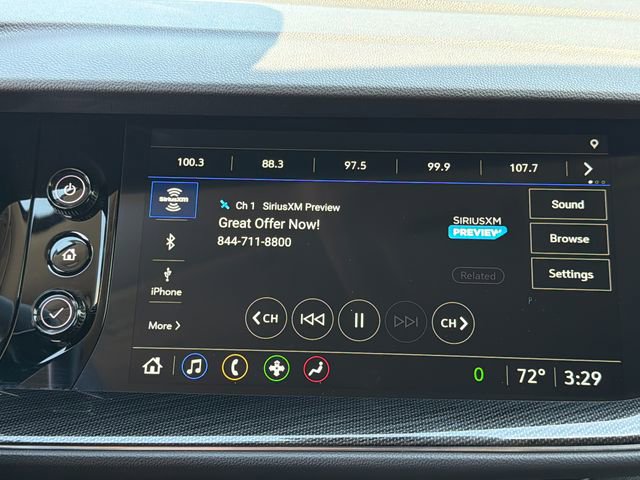 100.3 88.3 97.5 99.9 107.7
SiriusXM
Ch 1 SiriusXM Preview
Great Offer Now!
844-711-8800
SIRIUSXM
PREVIEW
Sound
Browse
Settings
Related
iPhone
P
More
CH
CH
0 72° 3:29